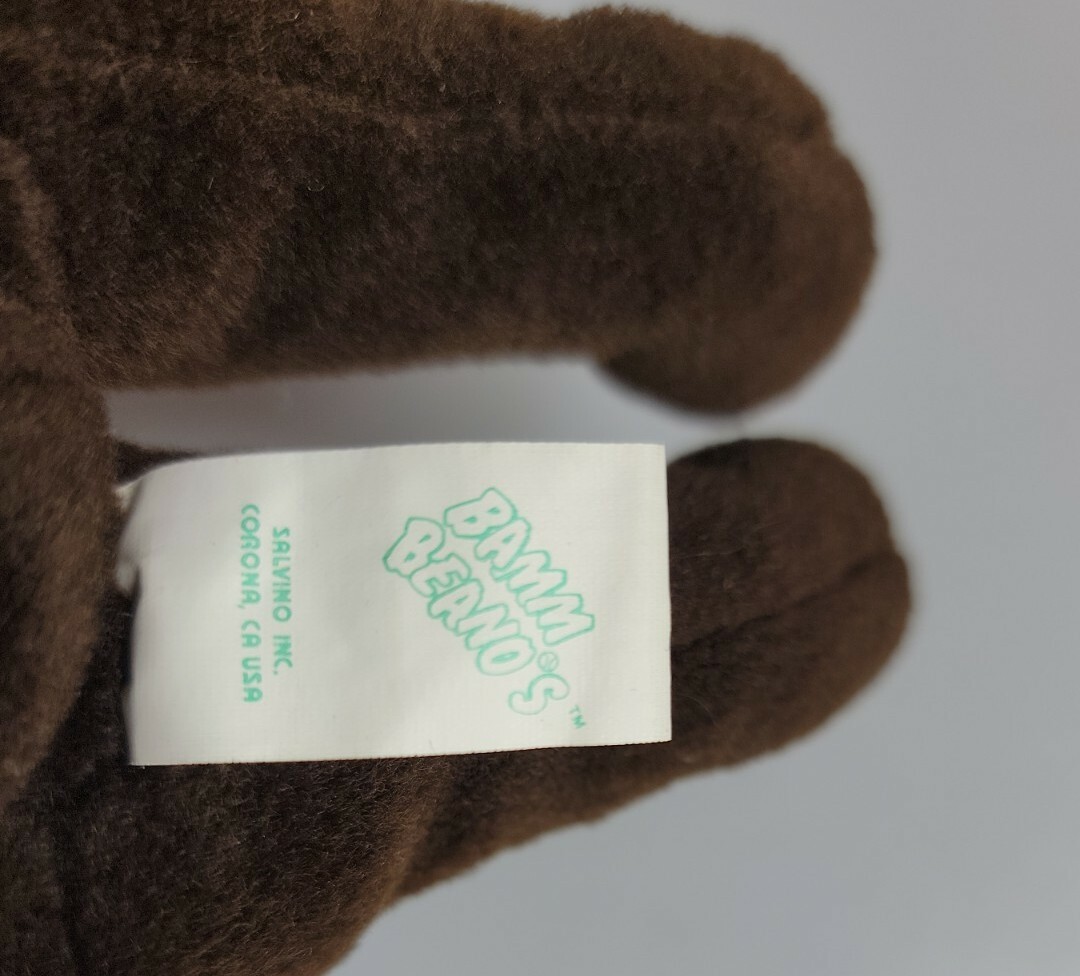 BAMM
BEANO'S™
SALVINO INC.
CORONA, CA USA